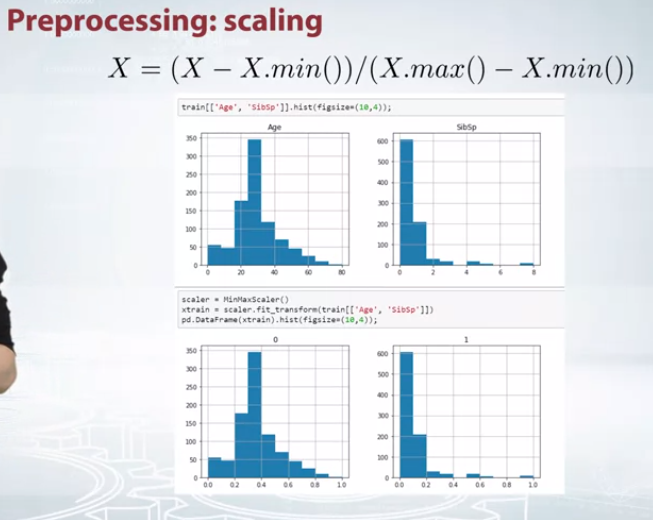 Preprocessing: scaling
X = (X − X.min())/(X.max() − X.min())
train[['Age', 'SibSp']].hist(figsize=(10,4));
Age
SibSp
350
300
250
200
150
100
50
0
0 20 40 60 80
600
500
400
300
200
100
0
0 2 4 6 8
scaler = MinMaxScaler()
xtrain = scaler.fit_transform(train[['Age', 'SibSp']])
pd.DataFrame(xtrain).hist(figsize=(10,4));
0
1
350
300
250
200
150
100
50
0
0.0 0.2 0.4 0.6 0.8 1.0
600
500
400
300
200
100
0
0.0 0.2 0.4 0.6 0.8 1.0